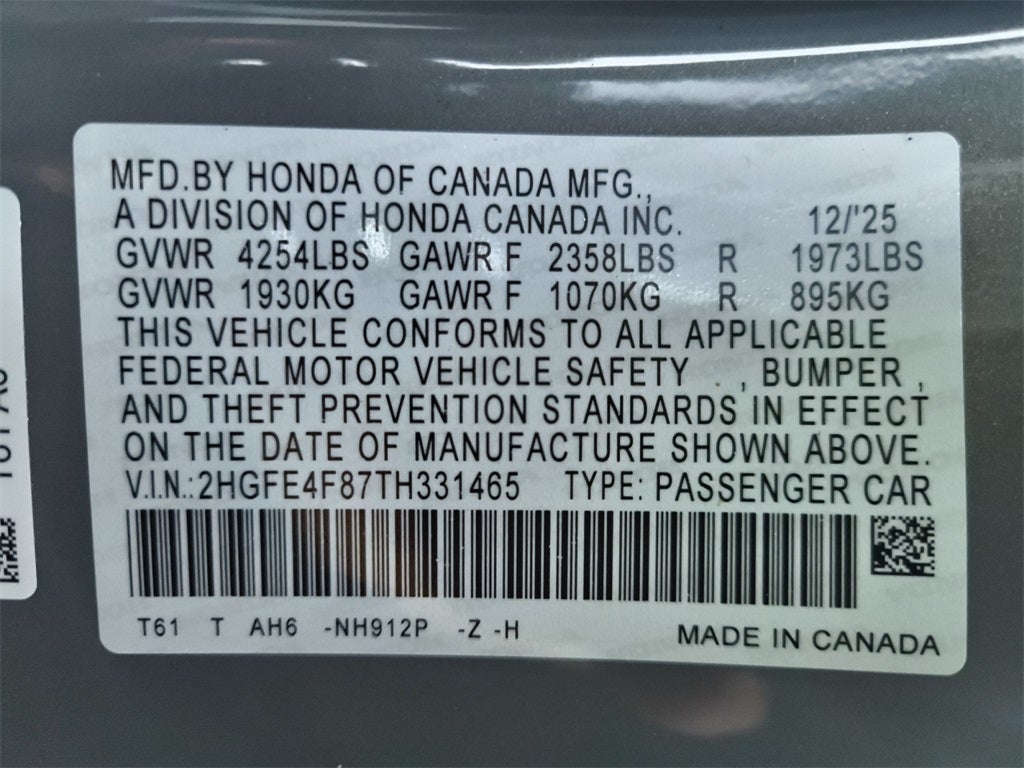 MFD.BY HONDA OF CANADA MFG.,
A DIVISION OF HONDA CANADA INC. 12/'25
GVWR 4254LBS GAWR F 2358LBS R 1973LBS
GVWR 1930KG GAWR F 1070KG R 895KG
THIS VEHICLE CONFORMS TO ALL APPLICABLE
FEDERAL MOTOR VEHICLE SAFETY . , BUMPER ,
AND THEFT PREVENTION STANDARDS IN EFFECT
ON THE DATE OF MANUFACTURE SHOWN ABOVE.
V.I.N.:2HGFE4F87TH331465 TYPE: PASSENGER CAR
T61 T AH6 -NH912P -Z -H MADE IN CANADA